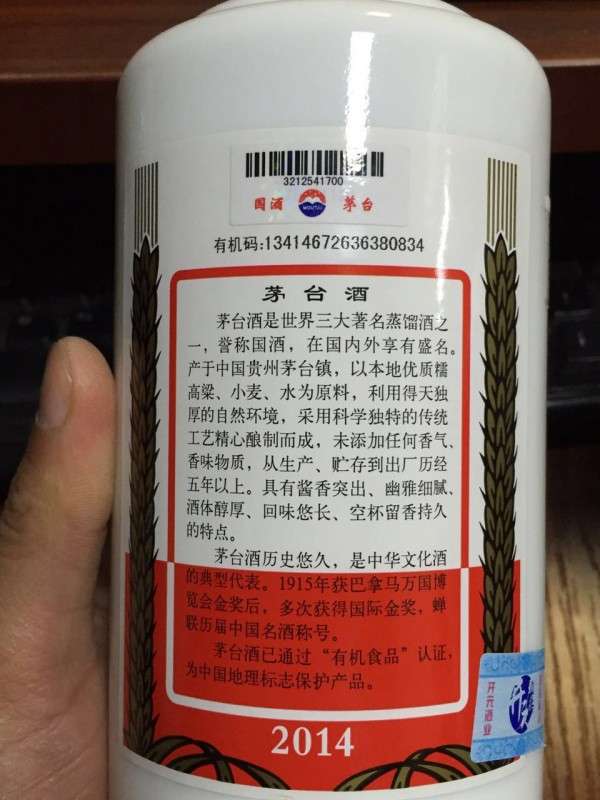 3212541700
国酒 MOUTAI 茅台
有机码:13414672636380834
茅台酒
茅台酒是世界三大著名蒸馏酒之
一，誉称国酒，在国内外享有盛名。
产于中国贵州茅台镇，以本地优质糯
高粱、小麦、水为原料，利用得天独
厚的自然环境，采用科学独特的传统
工艺精心酿制而成，未添加任何香气、
香味物质，从生产、贮存到出厂历经
五年以上。具有酱香突出、幽雅细腻、
酒体醇厚、回味悠长、空杯留香持久
的特点。
茅台酒历史悠久，是中华文化酒
的典型代表。1915年获巴拿马万国博
览会金奖后，多次获得国际金奖，蝉
联历届中国名酒称号。
茅台酒已通过“有机食品”认证，
为中国地理标志保护产品。
开元酒业
2014